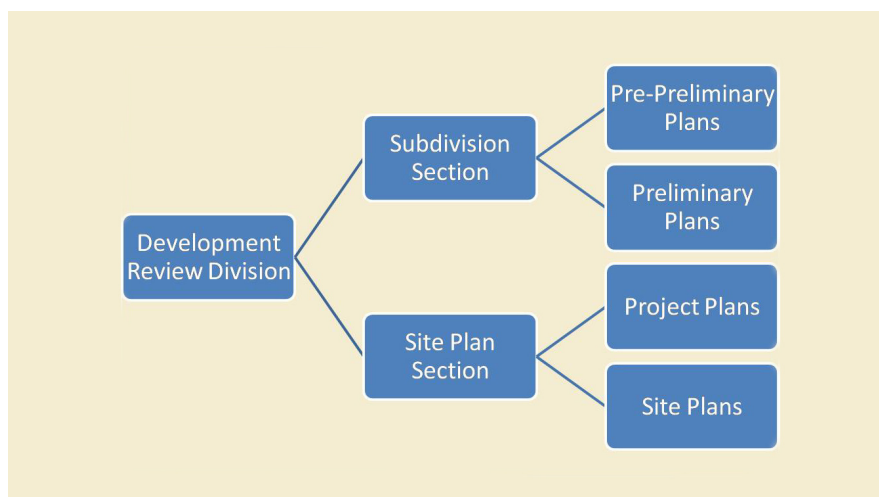 Development
Review Division
Subdivision
Section
Site Plan
Section
Pre-Preliminary
Plans
Preliminary
Plans
Project Plans
Site Plans